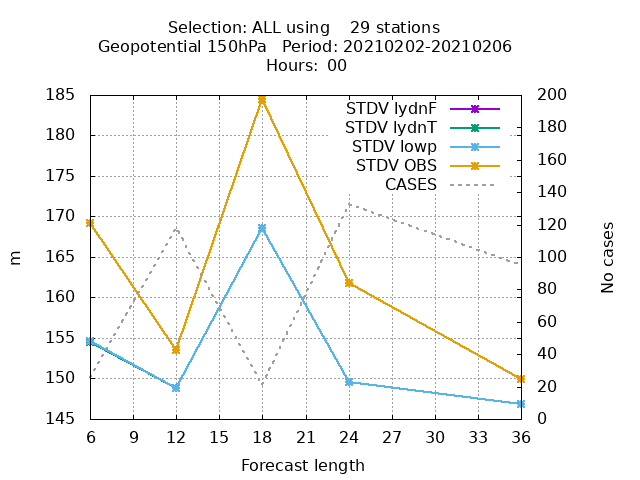 Selection: ALL using    29 stations
Geopotential 150hPa   Period: 20210202-20210206
Hours: 00
185 200
STDV lydnF
180 180
STDV lydnT
STDV lowp
175 160
STDV OBS
CASES
170 140
165 120
160 100
155 80
150 60
145 40
20
0
m
No cases
6 9 12 15 18 21 24 27 30 33 36
Forecast length